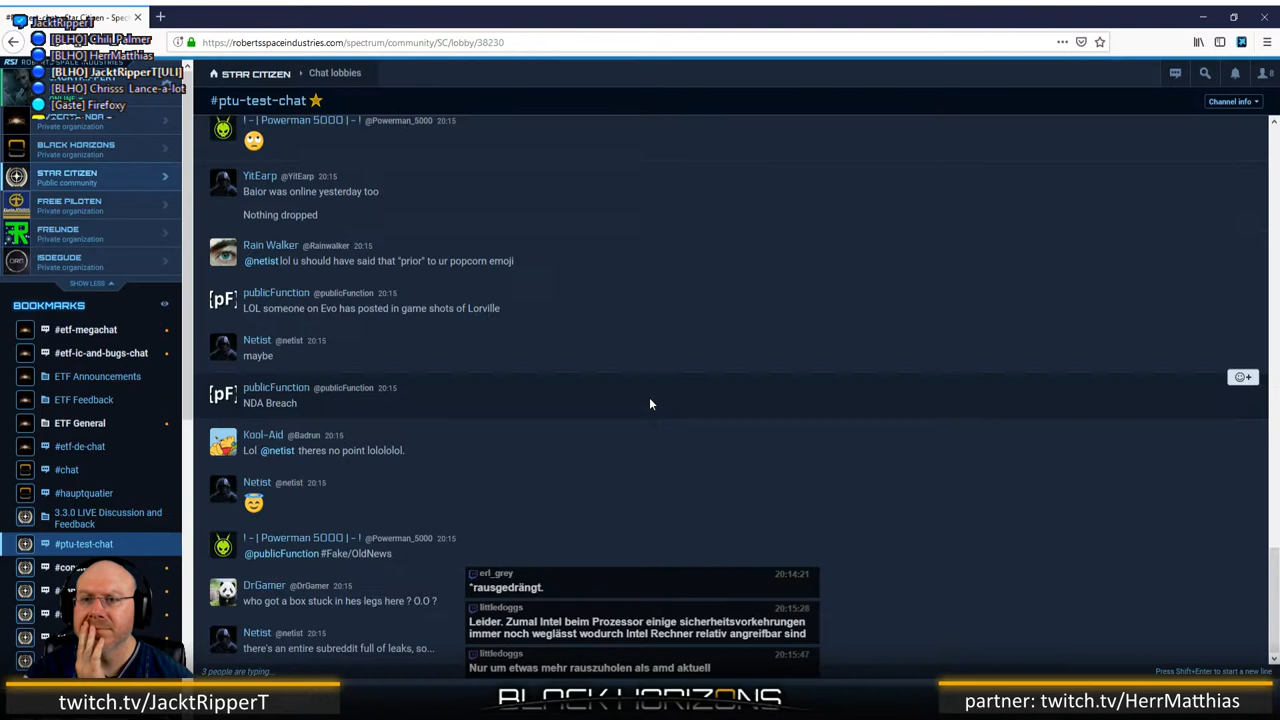 JacktRipperT
[BLHO] Chili_Palmer
[BLHO] HerrMatthias
[BLHO] JacktRipperT[ULI]
[BLHO] Chrisss Lance-a-lot
[Gäste] Firefoxy
https://robertsspaceindustries.com/spectrum/community/SC/lobby/38230
Private organization
BLACK HORIZONS
Private organization
STAR CITIZEN
Public community
FREIE PILOTEN
Private organization
FREUNDE
Private organization
ISDEGUDE
Private organization
SHOW LESS
BOOKMARKS
#etf-megachat
#etf-ic-and-bugs-chat
ETF Announcements
ETF Feedback
ETF General
#etf-de-chat
#chat
#hauptquatier
3.3.0 LIVE Discussion and
Feedback
#ptu-test-chat
STAR CITIZEN
Chat lobbies
#ptu-test-chat
Channel info
! - | Powerman 5000 | - ! @Powerman_5000 20:15
YitEarp @YitEarp 20:15
Baior was online yesterday too
Nothing dropped
Rain Walker @Rainwalker 20:15
@netist lol u should have said that "prior" to ur popcorn emoji
[pF]
publicFunction @publicFunction 20:15
LOL someone on Evo has posted in game shots of Lorville
Netist @netist 20:15
maybe
[pF]
publicFunction @publicFunction 20:15
NDA Breach
Kool-Aid @Badrun 20:15
Lol @netist theres no point lolololol.
Netist @netist 20:15
! - | Powerman 5000 | - ! @Powerman_5000 20:15
@publicFunction #Fake/OldNews
DrGamer @DrGamer 20:15
who got a box stuck in hes legs here ? O.O ?
Netist @netist 20:15
there's an entire subreddit full of leaks, so...
3 people are typing...
Press Shift+Enter to start a new line
erl_grey 20:14:21
*rausgedrängt.
littledoggs 20:15:28
Leider. Zumal Intel beim Prozessor einige sicherheitsvorkehrungen
immer noch weglässt wodurch Intel Rechner relativ angreifbar sind
littledoggs 20:15:47
Nur um etwas mehr rauszuholen als amd aktuell
twitch.tv/JacktRipperT
BLACK HORIZONS
partner: twitch.tv/HerrMatthias